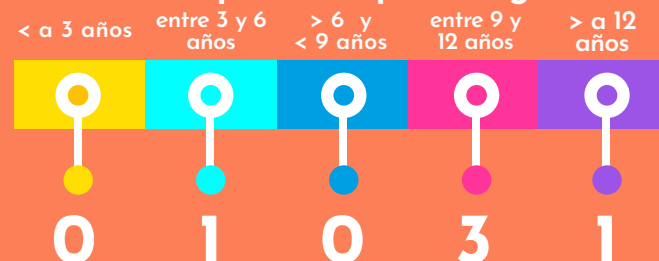 < a 3 años
entre 3 y 6
años
> 6 y
< 9 años
entre 9 y
12 años
> a 12
años
0
1
0
3
1